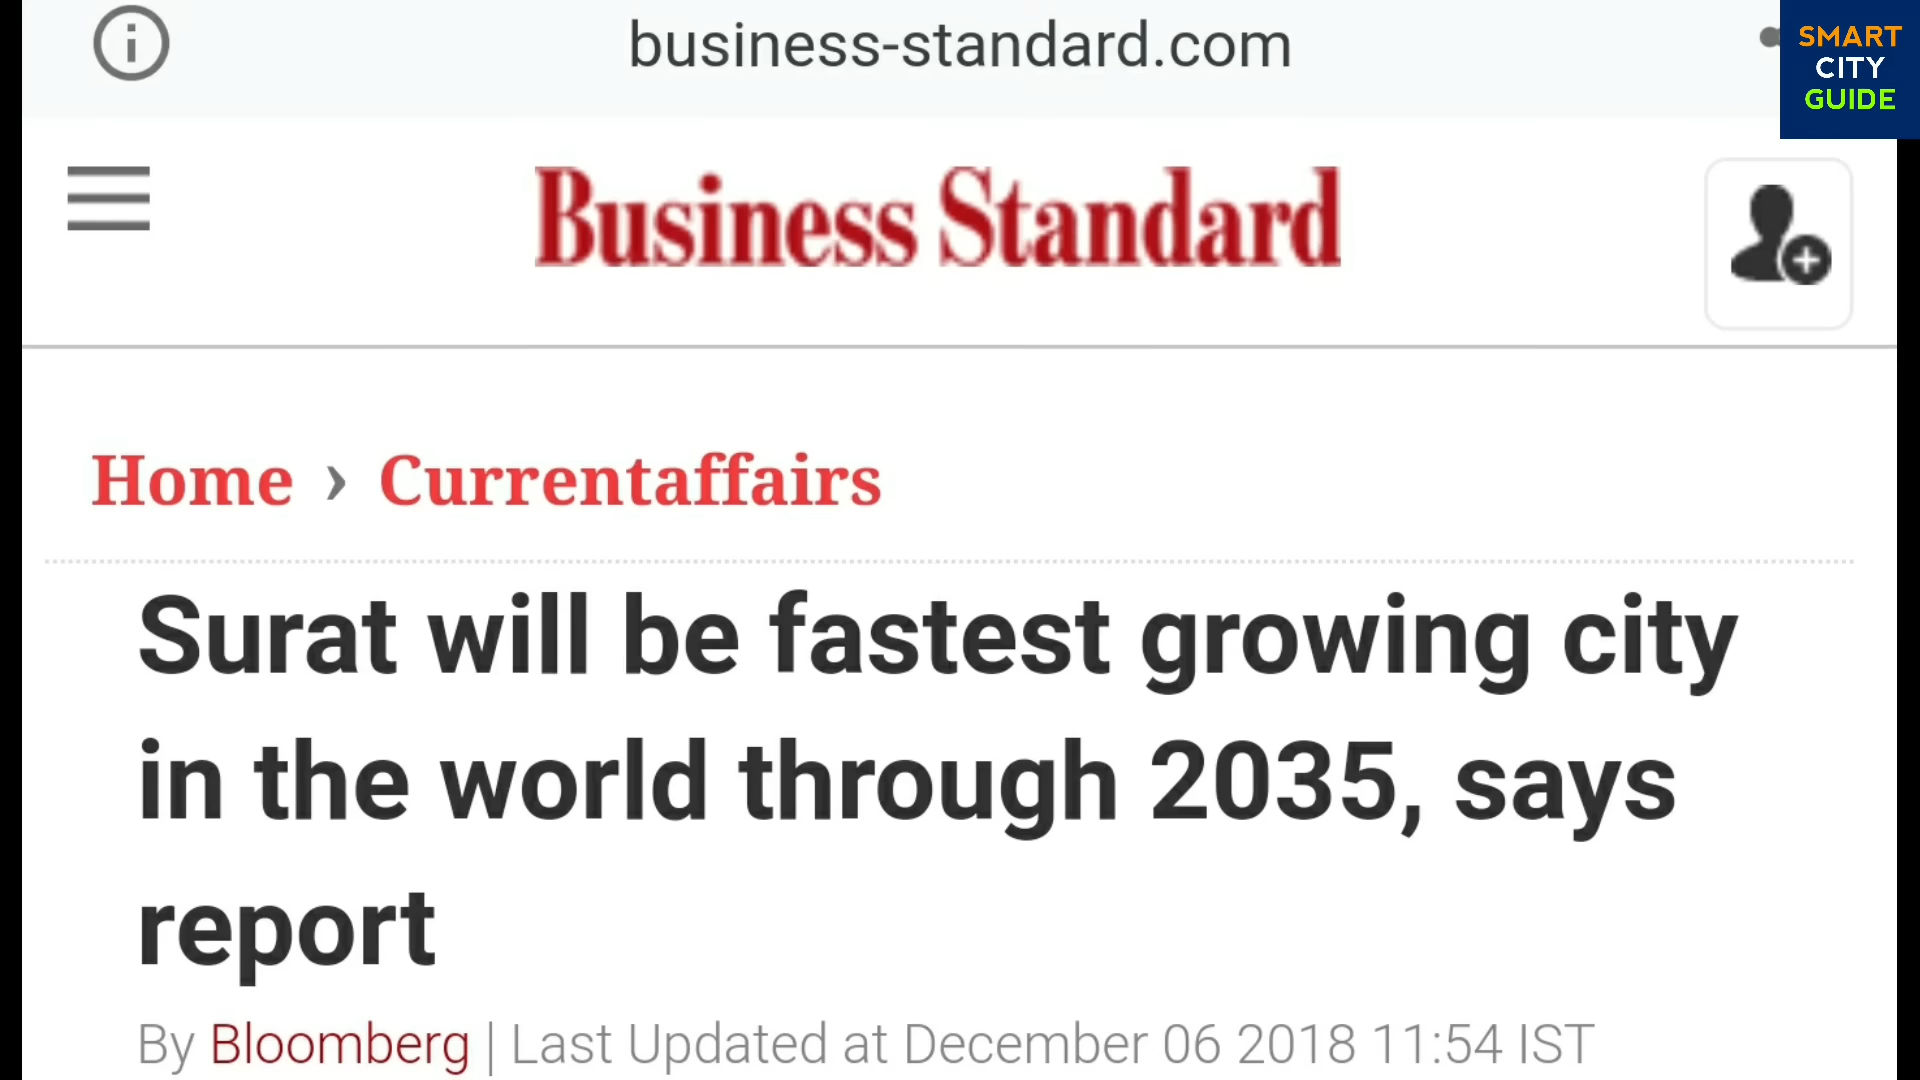 business-standard.com
SMART
CITY
GUIDE
Business Standard
Home › Currentaffairs
Surat will be fastest growing city
in the world through 2035, says
report
By Bloomberg | Last Updated at December 06 2018 11:54 IST